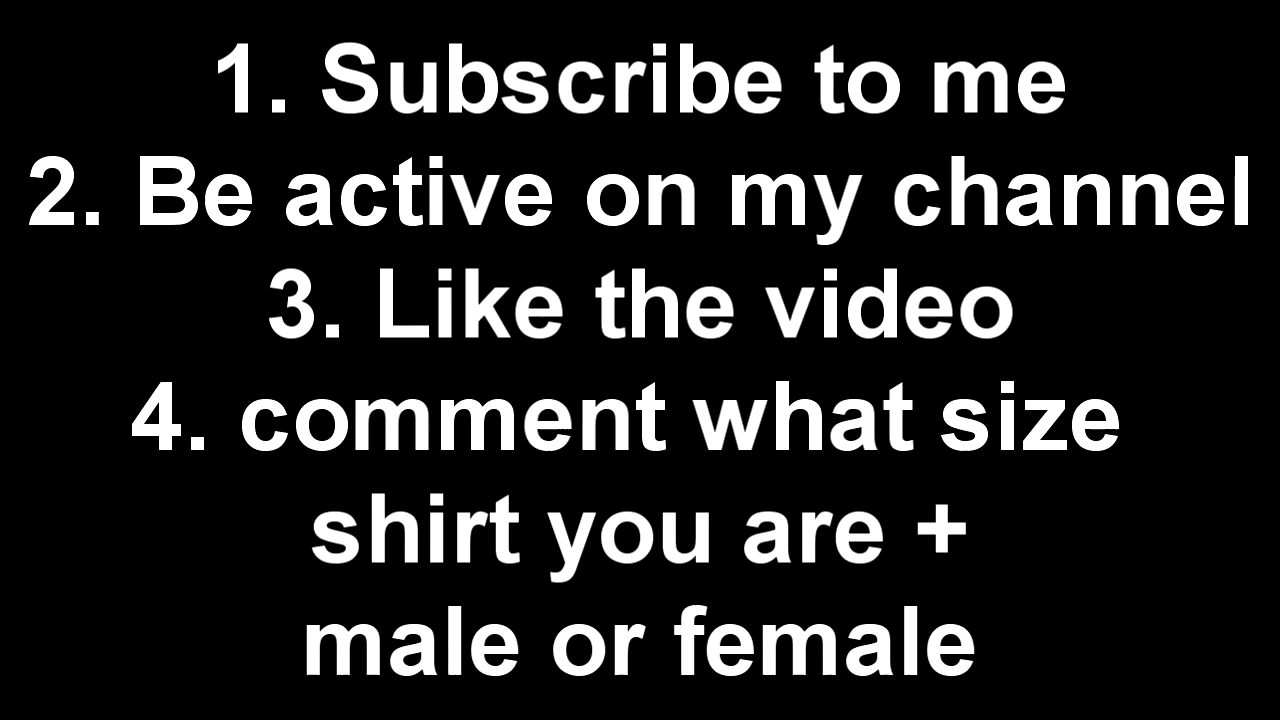 1. Subscribe to me
2. Be active on my channel
3. Like the video
4. comment what size
shirt you are +
male or female